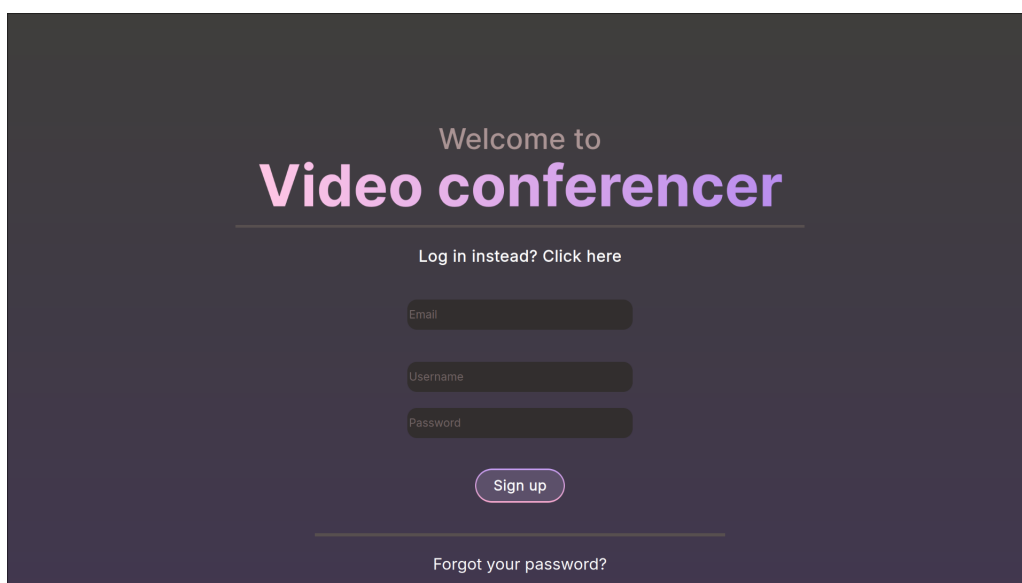 Welcome to
Video conferencer
Log in instead? Click here
Email
Username
Password
Sign up
Forgot your password?